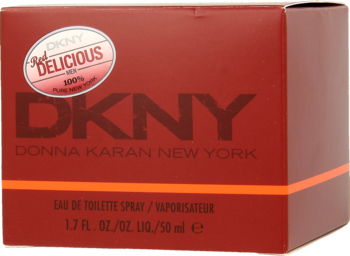 DKNY
Red
DELICIOUS
MEN
100%
PURE NEW YORK
DKNY
DONNA KARAN NEW YORK
EAU DE TOILETTE SPRAY / VAPORISATEUR
1.7 FL. OZ./OZ. LIQ./50 ml ℮